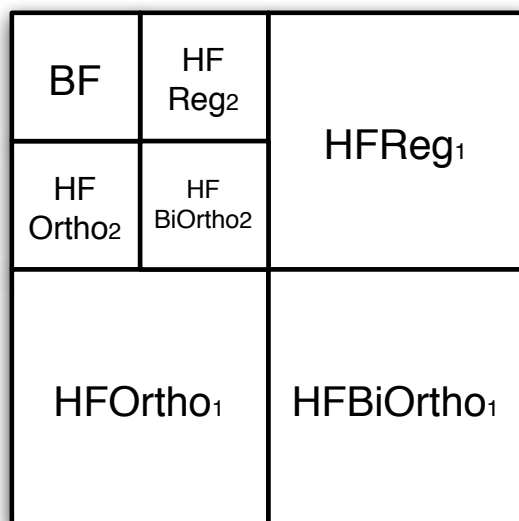 BF
HF
Reg2
HFReg1
HF
Ortho2
HF
BiOrtho2
HFOrtho1
HFBiOrtho1